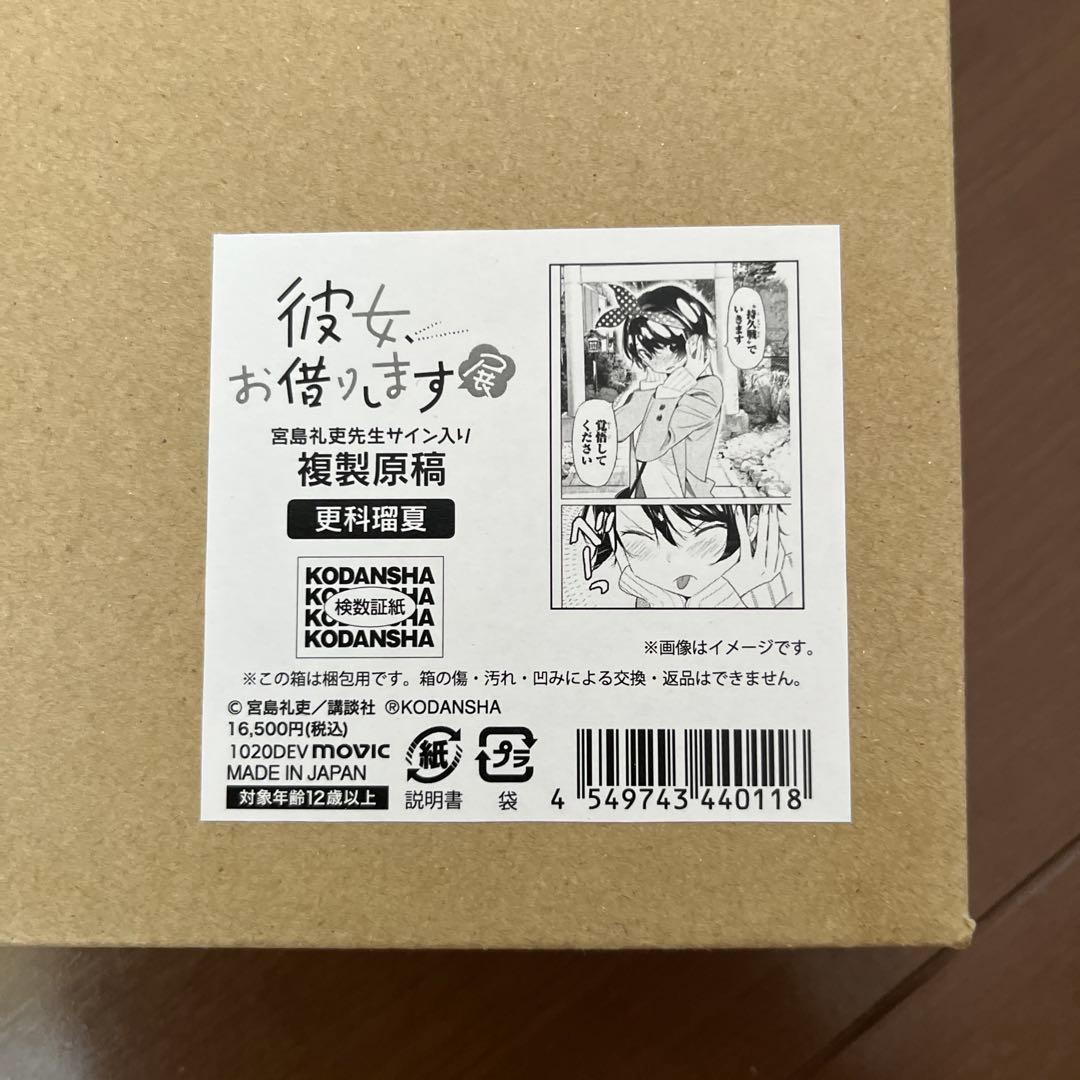 彼女、
お借りします展
宮島礼吏先生サイン入り
複製原稿
更科瑠夏
KODANSHA
KODANSHA
検数証紙
KODANSHA
KODANSHA
"持久戦"で
いきます
覚悟して
ください
べーっ
※画像はイメージです。
※この箱は梱包用です。箱の傷・汚れ・凹みによる交換・返品はできません。
© 宮島礼吏／講談社 ®KODANSHA
16,500円(税込)
1020DEV movic
MADE IN JAPAN
対象年齢12歳以上
紙
説明書
プラ
袋
4 549743 440118